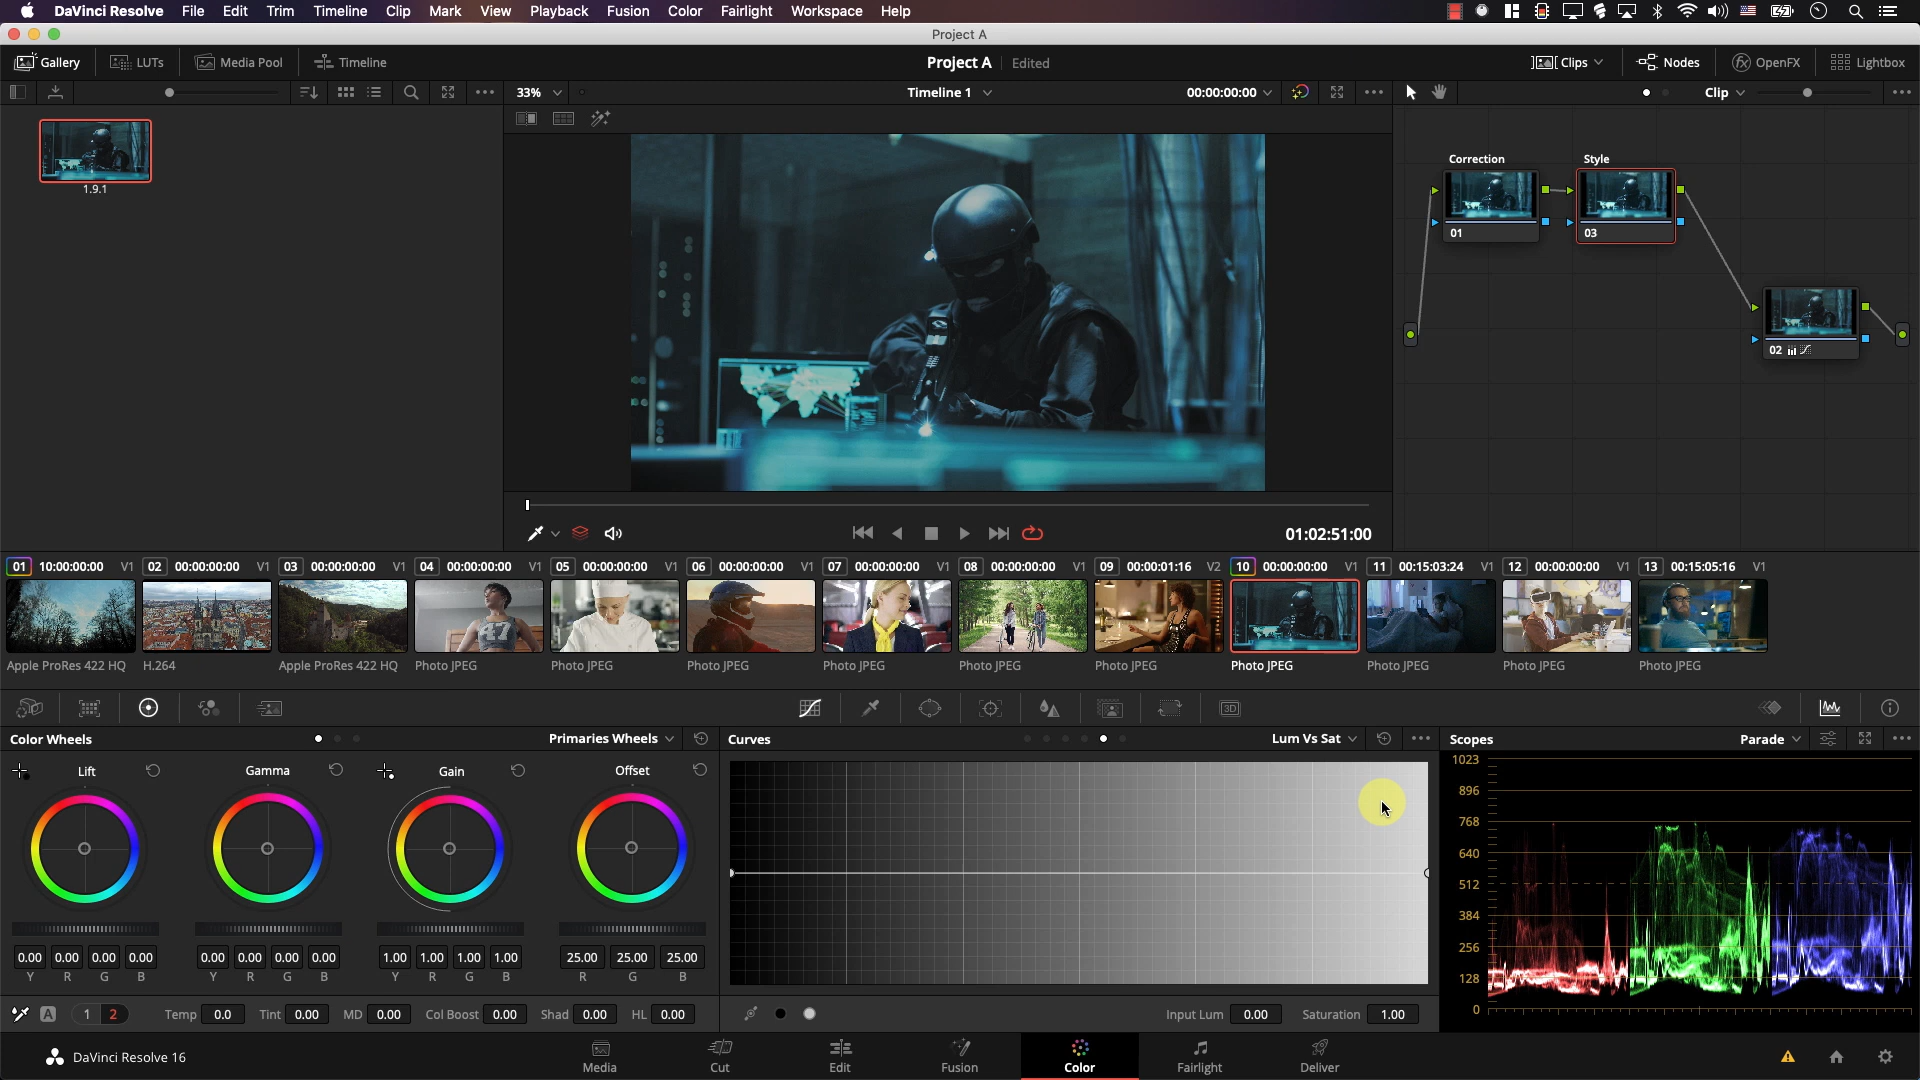 DaVinci Resolve File Edit Trim Timeline Clip Mark View Playback Fusion Color Fairlight Workspace Help
Project A
Gallery LUTs Media Pool Timeline Project A Edited Clips Nodes OpenFX Lightbox
33% Timeline 1 00:00:00:00 Clip
1.9.1
Correction Style
01 03
02
01:02:51:00
01 10:00:00:00 V1 02 00:00:00:00 V1 03 00:00:00:00 V1 04 00:00:00:00 V1 05 00:00:00:00 V1 06 00:00:00:00 V1 07 00:00:00:00 V1 08 00:00:00:00 V1 09 00:00:01:16 V2 10 00:00:00:00 V1 11 00:15:03:24 V1 12 00:00:00:00 V1 13 00:15:05:16 V1
47
Apple ProRes 422 HQ H.264 Apple ProRes 422 HQ Photo JPEG Photo JPEG Photo JPEG Photo JPEG Photo JPEG Photo JPEG Photo JPEG Photo JPEG Photo JPEG Photo JPEG
3D
Color Wheels Primaries Wheels Curves Lum Vs Sat Scopes Parade
Lift Gamma Gain Offset
1023
896
768
640
512
384
256
128
0
0.00 0.00 0.00 0.00 0.00 0.00 0.00 0.00 1.00 1.00 1.00 1.00 25.00 25.00 25.00
Y R G B Y R G B Y R G B R G B
A 1 2 Temp 0.0 Tint 0.00 MD 0.00 Col Boost 0.00 Shad 0.00 HL 0.00 Input Lum 0.00 Saturation 1.00
DaVinci Resolve 16 Media Cut Edit Fusion Color Fairlight Deliver